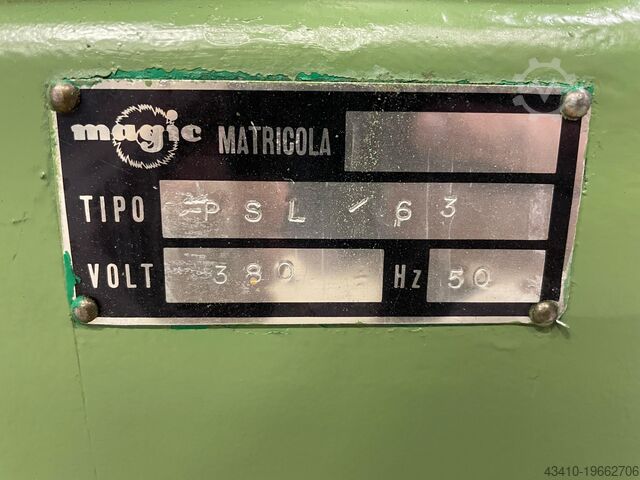 magic MATRICOLA
TIPO PSL/63
VOLT 380 Hz 50
43410-19662706